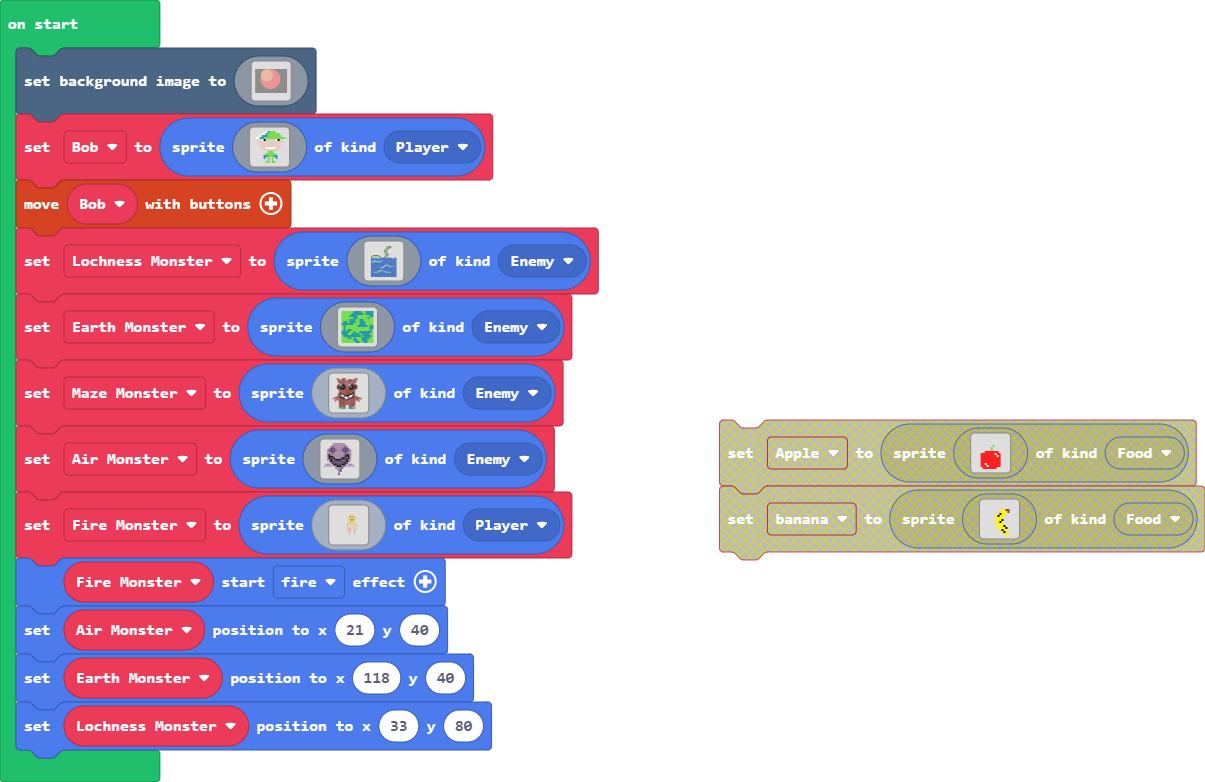 on start
set background image to
set Bob to sprite of kind Player
move Bob with buttons
set Lochness Monster to sprite of kind Enemy
set Earth Monster to sprite of kind Enemy
set Maze Monster to sprite of kind Enemy
set Air Monster to sprite of kind Enemy
set Fire Monster to sprite of kind Player
Fire Monster start fire effect
set Air Monster position to x 21 y 40
set Earth Monster position to x 118 y 40
set Lochness Monster position to x 33 y 80
set Apple to sprite of kind Food
set banana to sprite of kind Food